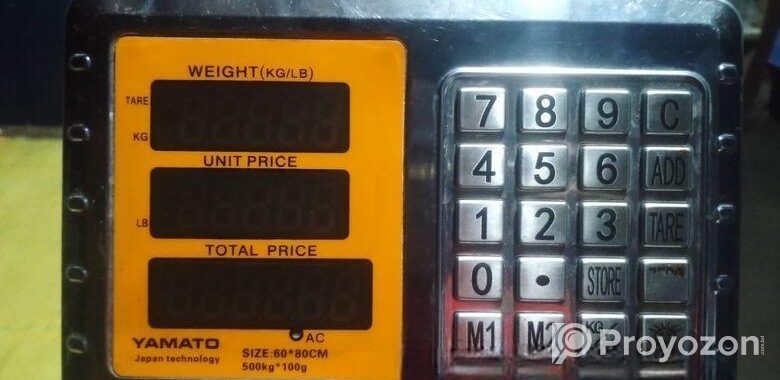 WEIGHT(KG/LB)
TARE
KG
UNIT PRICE
LB
TOTAL PRICE
AC
YAMATO
Japan technology
SIZE:60*80CM
500kg*100g
7 8 9 C
4 5 6 ADD
1 2 3 TARE
0 . STORE
M1
Proyozon